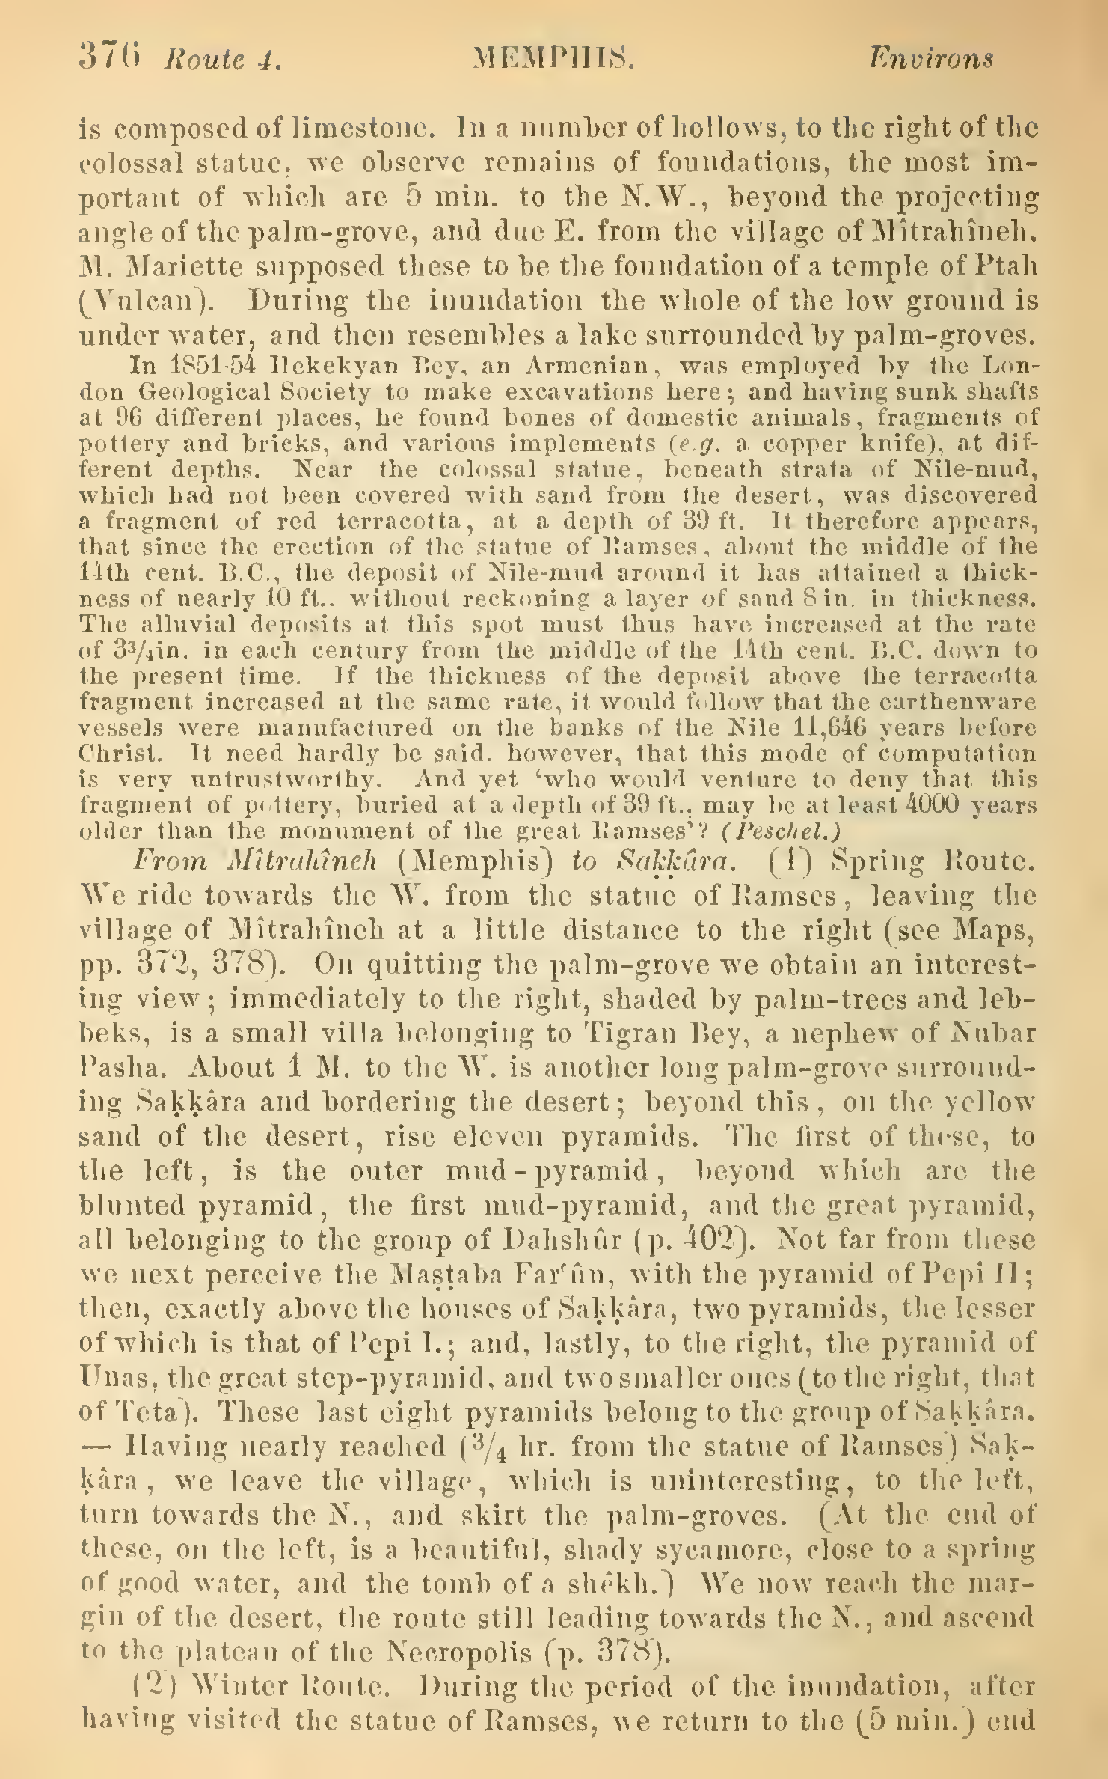 376 Route 4. MEMPHIS. Environs
is composed of limestone. In a number of hollows, to the right of the
colossal statue, we observe remains of foundations, the most im-
portant of which are 5 min. to the N.W., beyond the projecting
angle of the palm-grove, and due E. from the village of Mîtrahîneh.
M. Mariette supposed these to be the foundation of a temple of Ptah
(Vulcan). During the inundation the whole of the low ground is
under water, and then resembles a lake surrounded by palm-groves.
In 1851-54 Hekekyan Bey, an Armenian, was employed by the Lon-
don Geological Society to make excavations here; and having sunk shafts
at 96 different places, he found bones of domestic animals, fragments of
pottery and bricks, and various implements (e.g. a copper knife), at dif-
ferent depths. Near the colossal statue, beneath strata of Nile-mud,
which had not been covered with sand from the desert, was discovered
a fragment of red terracotta, at a depth of 39 ft. It therefore appears,
that since the erection of the statue of Ramses, about the middle of the
14th cent. B.C., the deposit of Nile-mud around it has attained a thick-
ness of nearly 10 ft., without reckoning a layer of sand 8 in. in thickness.
The alluvial deposits at this spot must thus have increased at the rate
of 3¾in. in each century from the middle of the 14th cent. B.C. down to
the present time. If the thickness of the deposit above the terracotta
fragment increased at the same rate, it would follow that the earthenware
vessels were manufactured on the banks of the Nile 11,646 years before
Christ. It need hardly be said, however, that this mode of computation
is very untrustworthy. And yet ‘who would venture to deny that this
fragment of pottery, buried at a depth of 39 ft., may be at least 4000 years
older than the monument of the great Ramses’? (Peschel.)
From Mîtrahîneh (Memphis) to Saḳḳâra. (1) Spring Route.
We ride towards the W. from the statue of Ramses, leaving the
village of Mîtrahîneh at a little distance to the right (see Maps,
pp. 372, 378). On quitting the palm-grove we obtain an interest-
ing view; immediately to the right, shaded by palm-trees and leb-
beks, is a small villa belonging to Tigran Bey, a nephew of Nubar
Pasha. About 1 M. to the W. is another long palm-grove surround-
ing Saḳḳâra and bordering the desert; beyond this, on the yellow
sand of the desert, rise eleven pyramids. The first of these, to
the left, is the outer mud-pyramid, beyond which are the
blunted pyramid, the first mud-pyramid, and the great pyramid,
all belonging to the group of Dahshûr (p. 402). Not far from these
we next perceive the Masṭaba Far‘ûn, with the pyramid of Pepi II;
then, exactly above the houses of Saḳḳâra, two pyramids, the lesser
of which is that of Pepi I.; and, lastly, to the right, the pyramid of
Unas, the great step-pyramid, and two smaller ones (to the right, that
of Teta). These last eight pyramids belong to the group of Saḳḳâra.
— Having nearly reached (¾ hr. from the statue of Ramses) Saḳ-
ḳâra, we leave the village, which is uninteresting, to the left,
turn towards the N., and skirt the palm-groves. (At the end of
these, on the left, is a beautiful, shady sycamore, close to a spring
of good water, and the tomb of a shêkh.) We now reach the mar-
gin of the desert, the route still leading towards the N., and ascend
to the plateau of the Necropolis (p. 378).
(2) Winter Route. During the period of the inundation, after
having visited the statue of Ramses, we return to the (5 min.) end